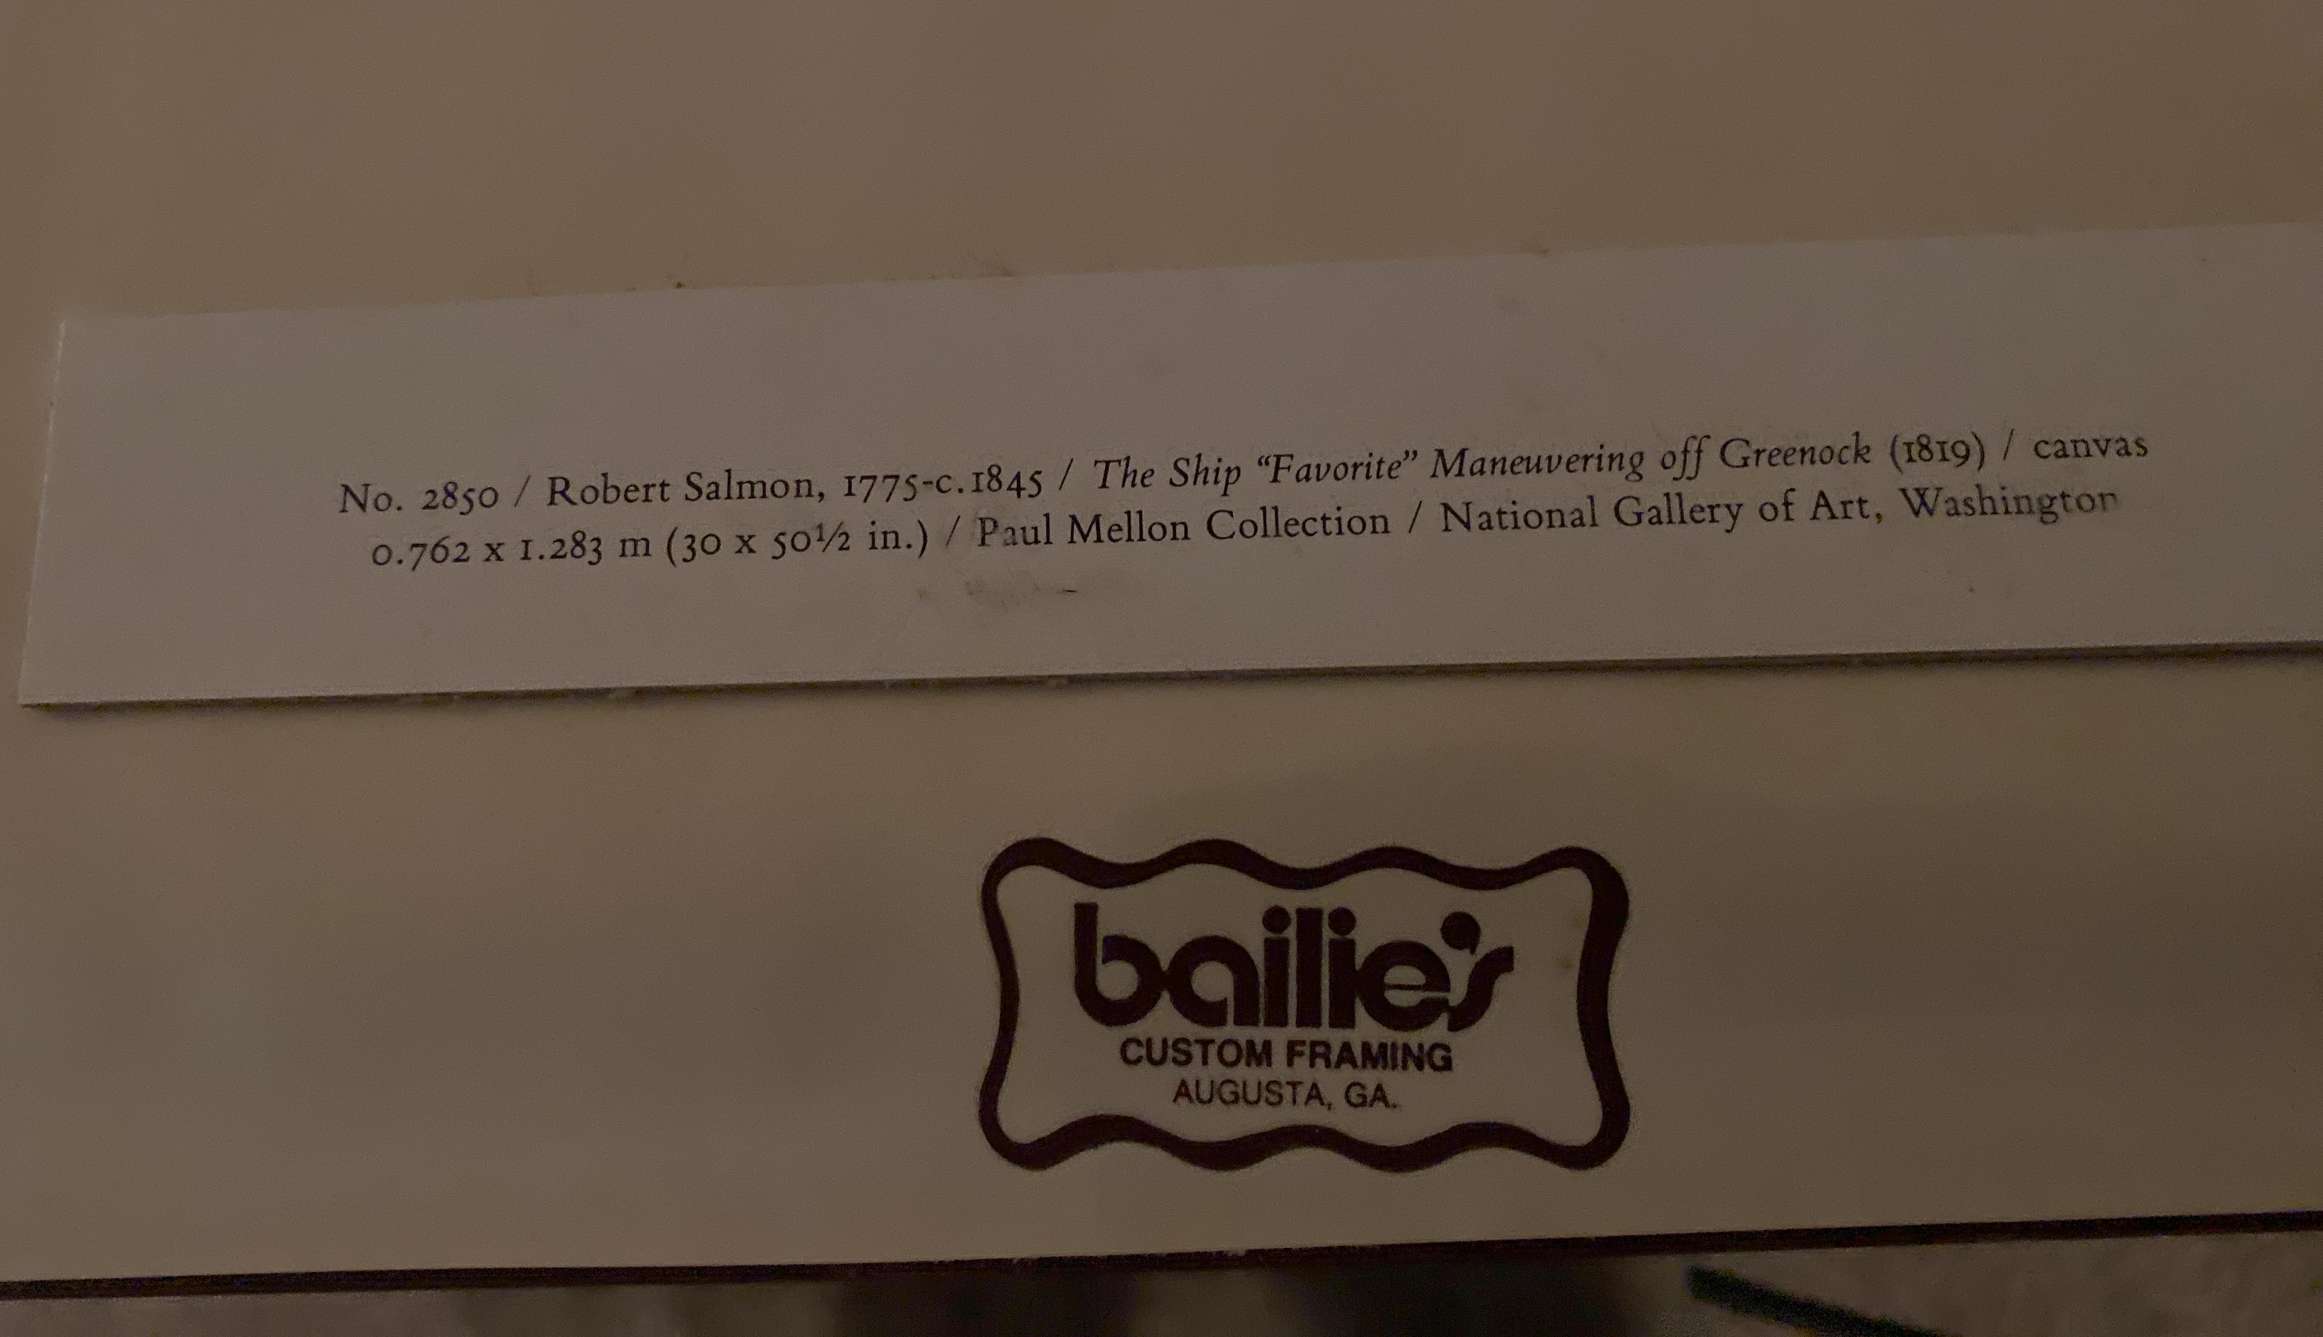 No. 2850 / Robert Salmon, 1775-c.1845 / The Ship “Favorite” Maneuvering off Greenock (1819) / canvas
0.762 x 1.283 m (30 x 50½ in.) / Paul Mellon Collection / National Gallery of Art, Washington
bailie's
CUSTOM FRAMING
AUGUSTA, GA.